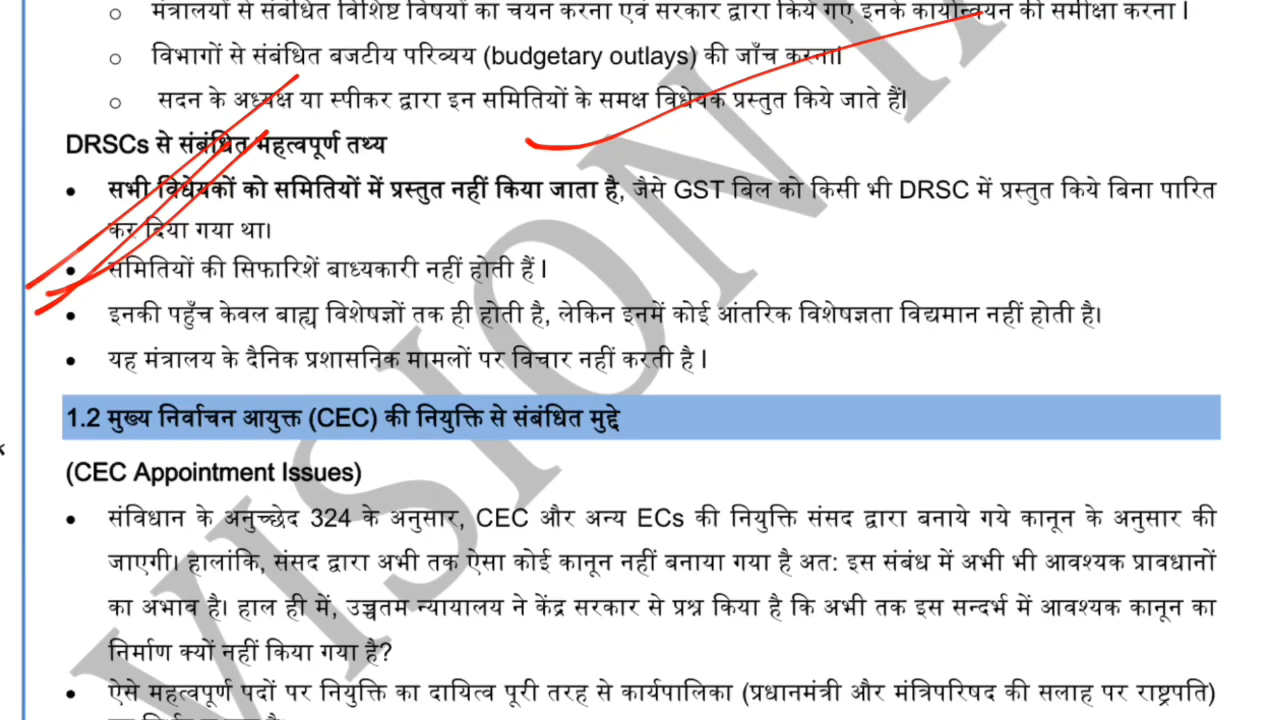 o मंत्रालयों से संबंधित विशिष्ट विषयों का चयन करना एवं सरकार द्वारा किये गए इनके कार्यान्वयन की समीक्षा करना।
o विभागों से संबंधित बजटीय परिव्यय (budgetary outlays) की जाँच करना।
o सदन के अध्यक्ष या स्पीकर द्वारा इन समितियों के समक्ष विधेयक प्रस्तुत किये जाते हैं।
DRSCs से संबंधित महत्वपूर्ण तथ्य
• सभी विधेयकों को समितियों में प्रस्तुत नहीं किया जाता है, जैसे GST बिल को किसी भी DRSC में प्रस्तुत किये बिना पारित
कर दिया गया था।
• समितियों की सिफारिशें बाध्यकारी नहीं होती हैं।
• इनकी पहुँच केवल बाह्य विशेषज्ञों तक ही होती है, लेकिन इनमें कोई आंतरिक विशेषज्ञता विद्यमान नहीं होती है।
• यह मंत्रालय के दैनिक प्रशासनिक मामलों पर विचार नहीं करती है।
1.2 मुख्य निर्वाचन आयुक्त (CEC) की नियुक्ति से संबंधित मुद्दे
(CEC Appointment Issues)
• संविधान के अनुच्छेद 324 के अनुसार, CEC और अन्य ECs की नियुक्ति संसद द्वारा बनाये गये कानून के अनुसार की
जाएगी। हालांकि, संसद द्वारा अभी तक ऐसा कोई कानून नहीं बनाया गया है अत: इस संबंध में अभी भी आवश्यक प्रावधानों
का अभाव है। हाल ही में, उच्चतम न्यायालय ने केंद्र सरकार से प्रश्न किया है कि अभी तक इस सन्दर्भ में आवश्यक कानून का
निर्माण क्यों नहीं किया गया है?
• ऐसे महत्वपूर्ण पदों पर नियुक्ति का दायित्व पूरी तरह से कार्यपालिका (प्रधानमंत्री और मंत्रिपरिषद की सलाह पर राष्ट्रपति)
VISION I